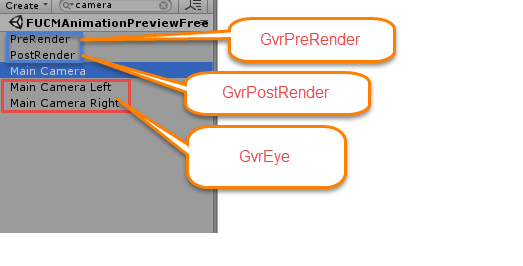 Create camera
FUCMAnimationPreviewFree
PreRender
PostRender
Main Camera
Main Camera Left
Main Camera Right
GvrPreRender
GvrPostRender
GvrEye